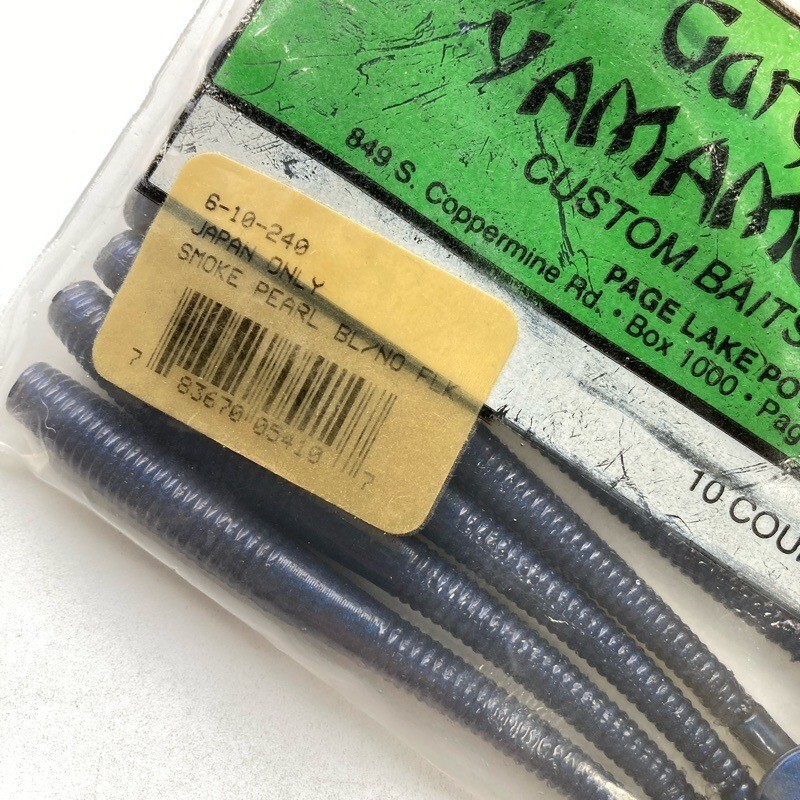 Gary
YAMAM
CUSTOM BAITS
849 S. Coppermine Rd. • Box 1000 • Pag
PAGE LAKE PO
10 COU
6-10-240
JAPAN ONLY
SMOKE PEARL BL/NO FLK
7 83670 05410 7